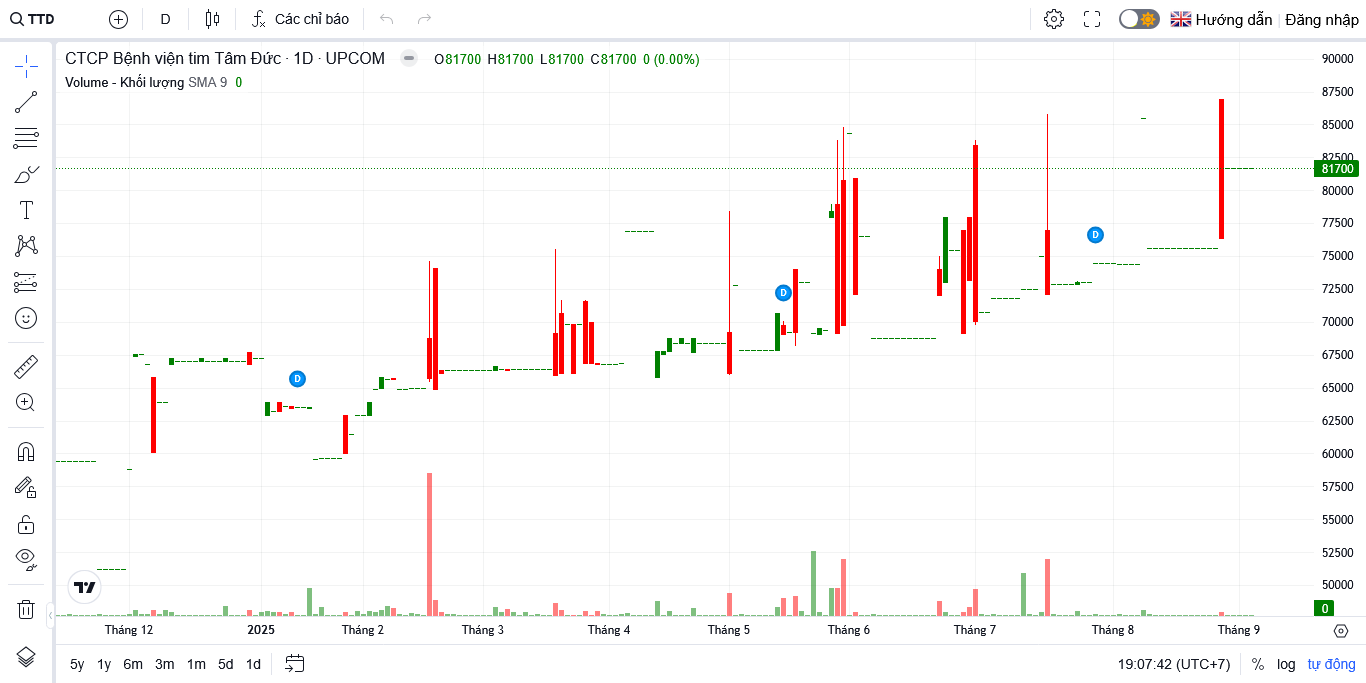 TTD D Các chỉ báo Hướng dẫn Đăng nhập
CTCP Bệnh viện tim Tâm Đức · 1D · UPCOM O81700 H81700 L81700 C81700 0 (0.00%)
Volume - Khối lượng SMA 9 0
90000
87500
85000
82500
81700
80000
77500
75000
72500
70000
67500
65000
62500
60000
57500
55000
52500
50000
0
D
D
D
Tháng 12 2025 Tháng 2 Tháng 3 Tháng 4 Tháng 5 Tháng 6 Tháng 7 Tháng 8 Tháng 9
5y 1y 6m 3m 1m 5d 1d 19:07:42 (UTC+7) % log tự động